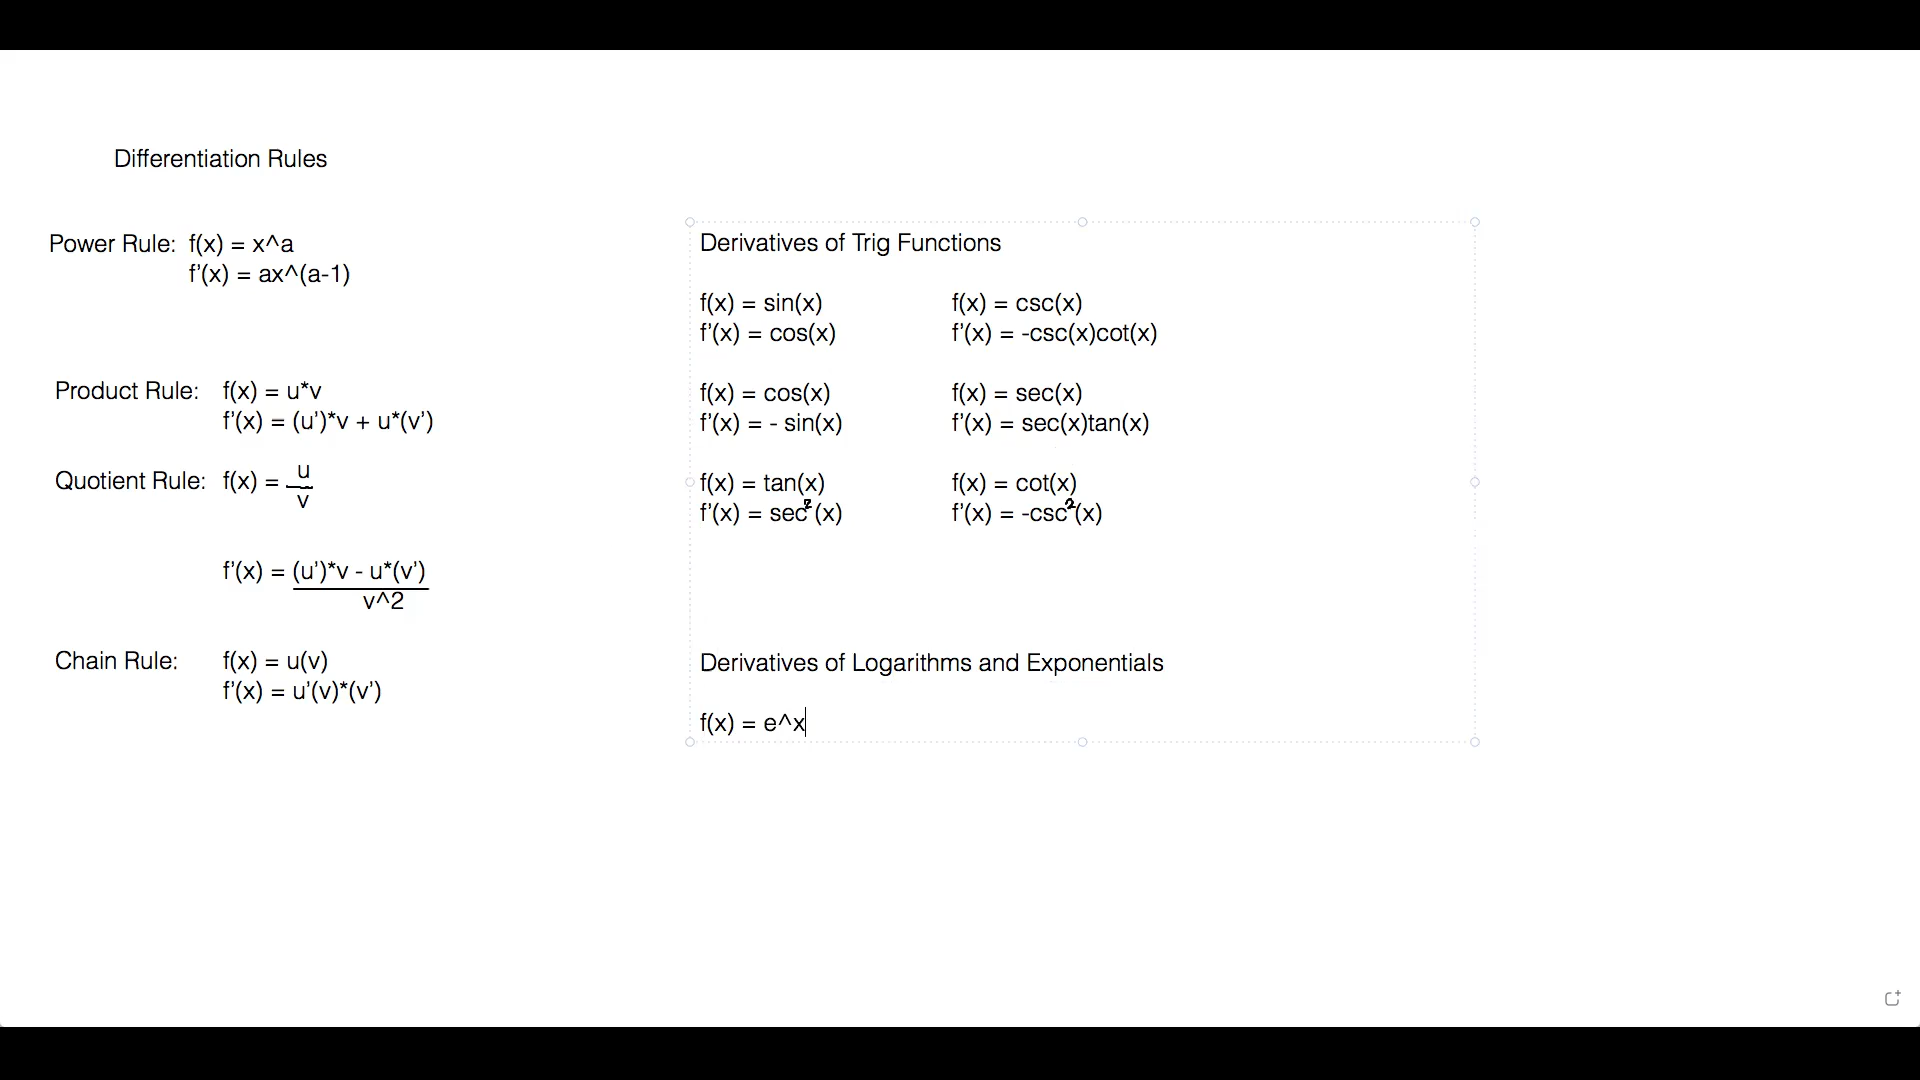 Differentiation Rules
Power Rule: f(x) = x^a
f'(x) = ax^(a-1)
Product Rule: f(x) = u*v
f'(x) = (u')*v + u*(v')
Quotient Rule: f(x) = u
v
f'(x) = (u')*v - u*(v')
v^2
Chain Rule: f(x) = u(v)
f'(x) = u'(v)*(v')
Derivatives of Trig Functions
f(x) = sin(x) f(x) = csc(x)
f'(x) = cos(x) f'(x) = -csc(x)cot(x)
f(x) = cos(x) f(x) = sec(x)
f'(x) = - sin(x) f'(x) = sec(x)tan(x)
f(x) = tan(x) f(x) = cot(x)
f'(x) = sec²(x) f'(x) = -csc²(x)
Derivatives of Logarithms and Exponentials
f(x) = e^x